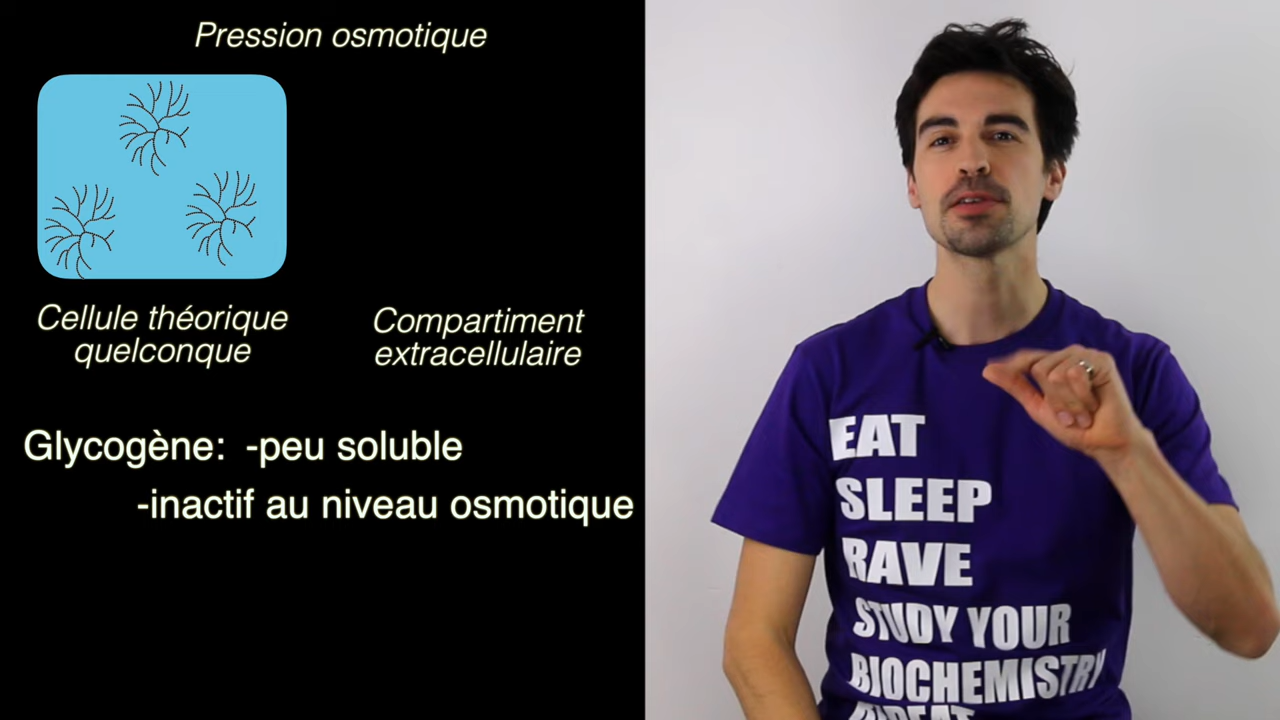 Pression osmotique
Cellule théorique
quelconque
Compartiment
extracellulaire
Glycogène: -peu soluble
-inactif au niveau osmotique
EAT
SLEEP
RAVE
STUDY YOUR
BIOCHEMISTRY